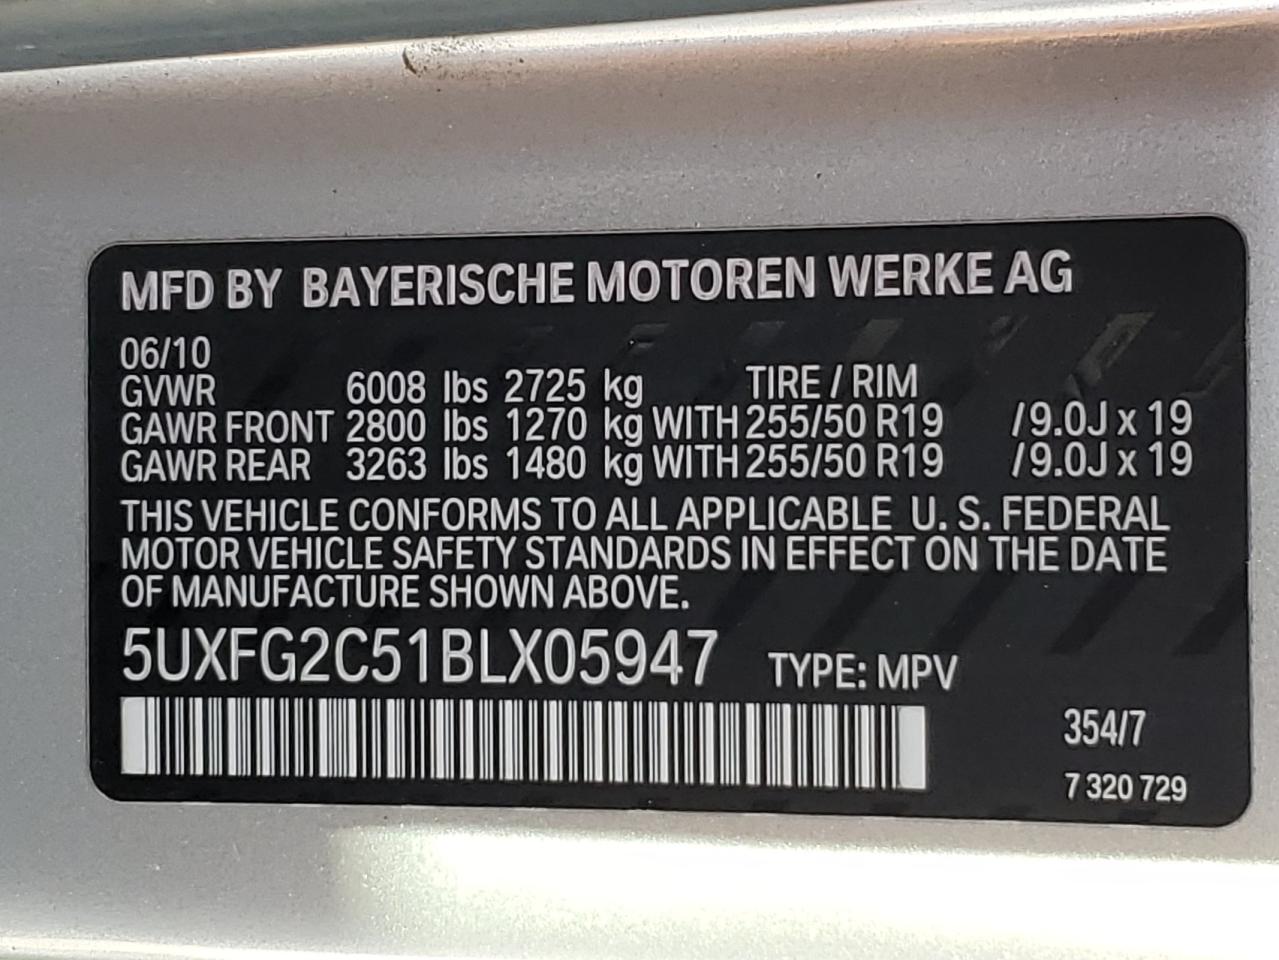 MFD BY BAYERISCHE MOTOREN WERKE AG
06/10
GVWR 6008 lbs 2725 kg TIRE / RIM
GAWR FRONT 2800 lbs 1270 kg WITH 255/50 R19 /9.0J x 19
GAWR REAR 3263 lbs 1480 kg WITH 255/50 R19 /9.0J x 19
THIS VEHICLE CONFORMS TO ALL APPLICABLE U. S. FEDERAL
MOTOR VEHICLE SAFETY STANDARDS IN EFFECT ON THE DATE
OF MANUFACTURE SHOWN ABOVE.
5UXFG2C51BLX05947 TYPE: MPV
354/7
7 320 729